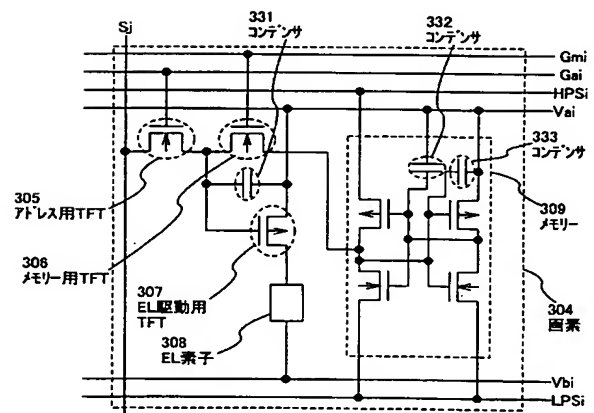 Sj
331
コンデンサ
332
コンデンサ
Gmi
Gai
HPSi
Vai
333
コンデンサ
305
アドレス用TFT
309
メモリー
306
メモリー用TFT
307
EL駆動用
TFT
304
画素
308
EL素子
Vbi
LPSi